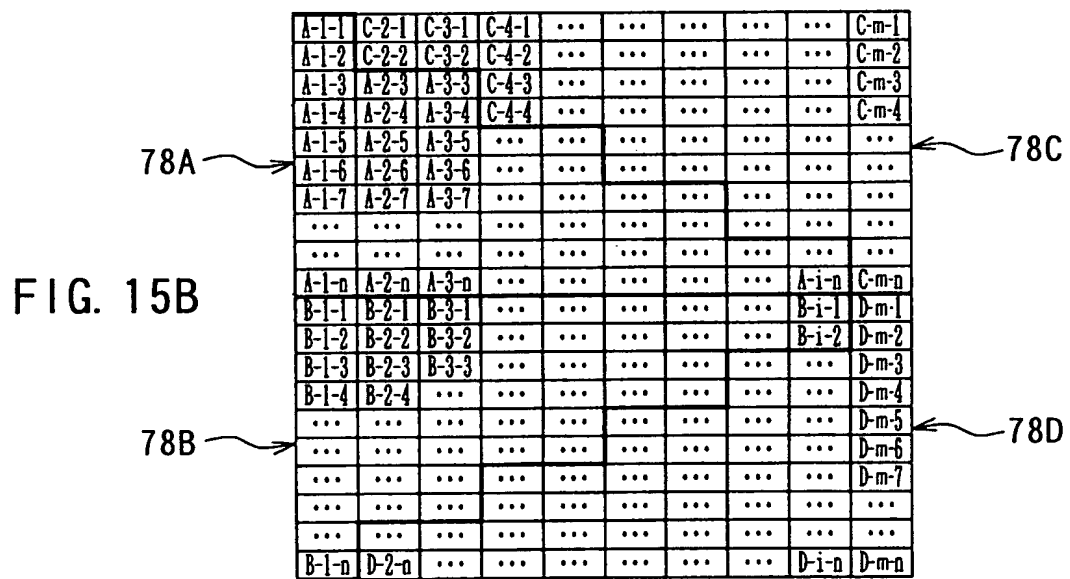 A-1-1 C-2-1 C-3-1 C-4-1 ... ... ... ... ... C-m-1
A-1-2 C-2-2 C-3-2 C-4-2 ... ... ... ... ... C-m-2
A-1-3 A-2-3 A-3-3 C-4-3 ... ... ... ... ... C-m-3
A-1-4 A-2-4 A-3-4 C-4-4 ... ... ... ... ... C-m-4
A-1-5 A-2-5 A-3-5 ... ... ... ... ... ... ...
78A A-1-6 A-2-6 A-3-6 ... ... ... ... ... ... ... 78C
A-1-7 A-2-7 A-3-7 ... ... ... ... ... ... ...
... ... ... ... ... ... ... ... ... ...
... ... ... ... ... ... ... ... ... ...
A-1-n A-2-n A-3-n ... ... ... ... ... A-i-n C-m-n
FIG. 15B B-1-1 B-2-1 B-3-1 ... ... ... ... ... B-i-1 D-m-1
B-1-2 B-2-2 B-3-2 ... ... ... ... ... B-i-2 D-m-2
B-1-3 B-2-3 B-3-3 ... ... ... ... ... ... D-m-3
B-1-4 B-2-4 ... ... ... ... ... ... ... D-m-4
... ... ... ... ... ... ... ... ... D-m-5
78B ... ... ... ... ... ... ... ... ... D-m-6 78D
... ... ... ... ... ... ... ... ... D-m-7
... ... ... ... ... ... ... ... ... ...
... ... ... ... ... ... ... ... ... ...
B-1-n D-2-n ... ... ... ... ... ... D-i-n D-m-n